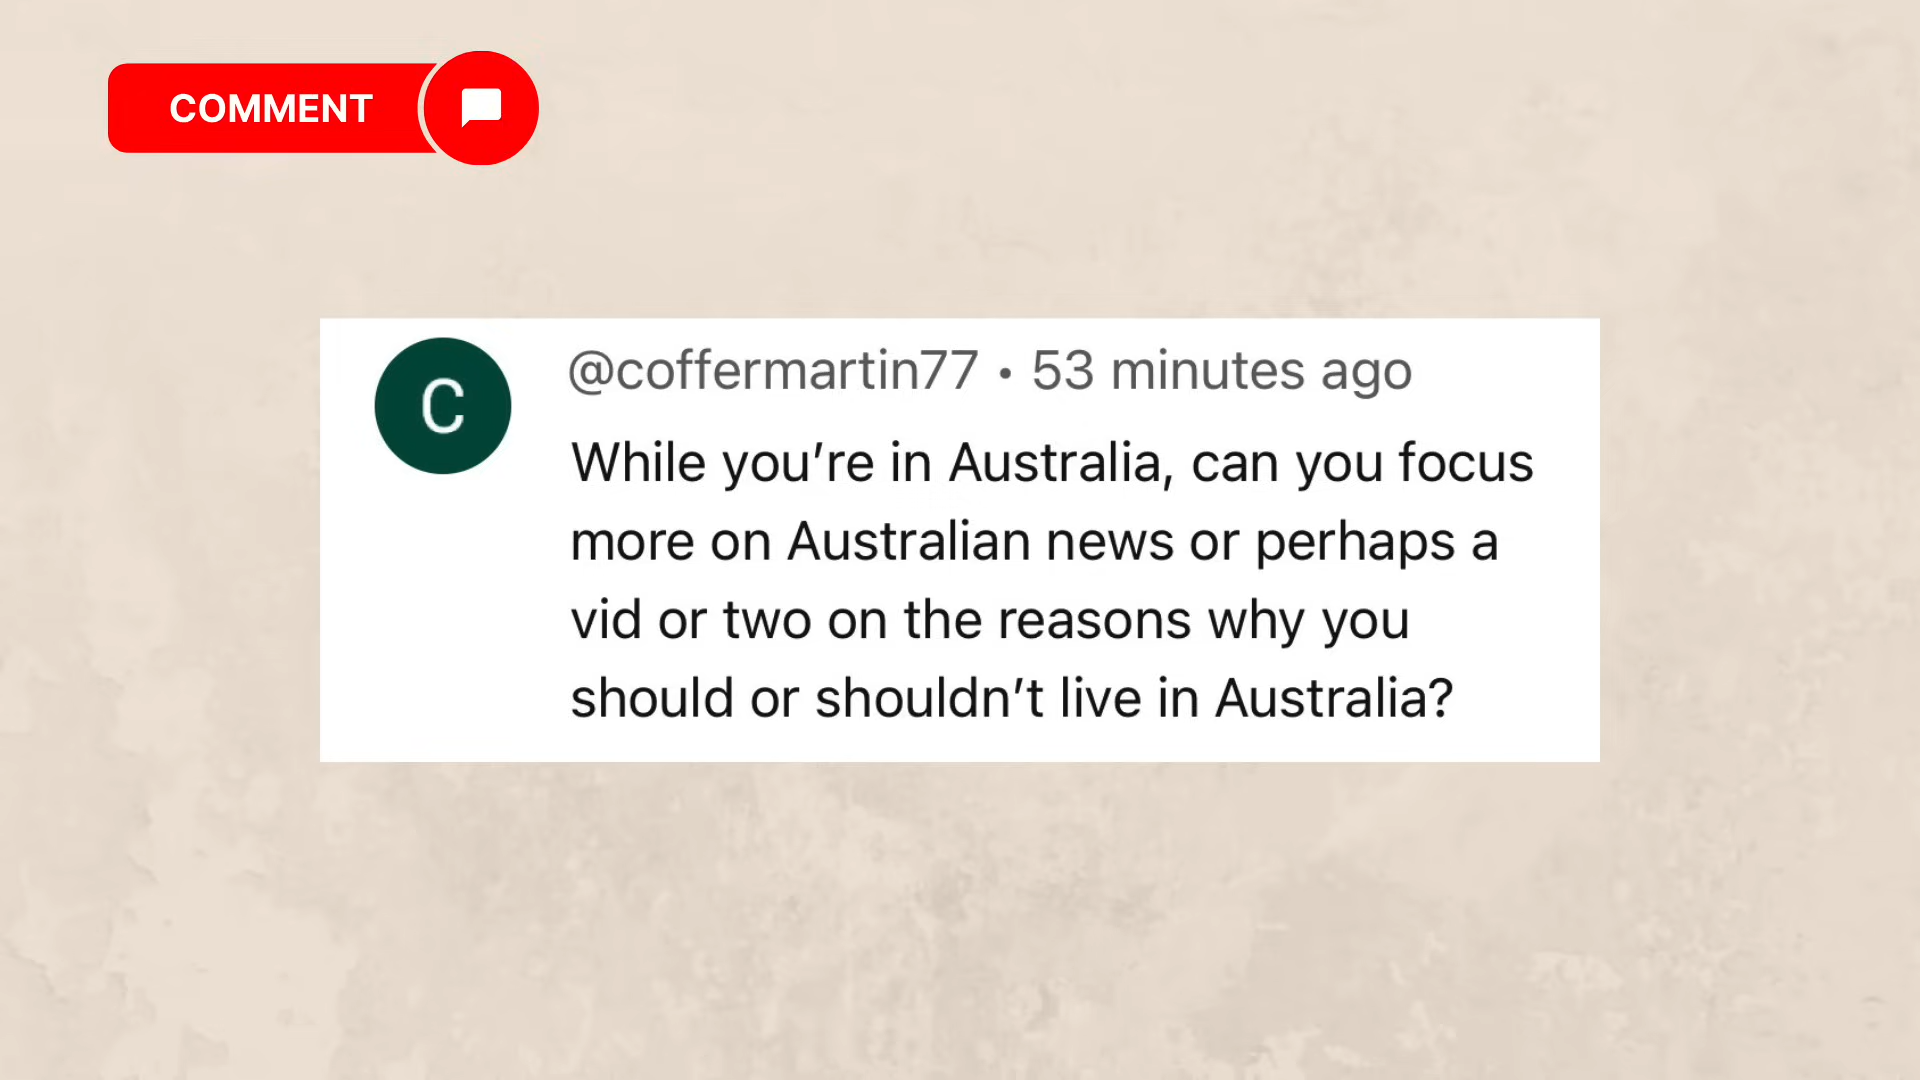 COMMENT
C
@coffermartin77 • 53 minutes ago
While you’re in Australia, can you focus
more on Australian news or perhaps a
vid or two on the reasons why you
should or shouldn’t live in Australia?